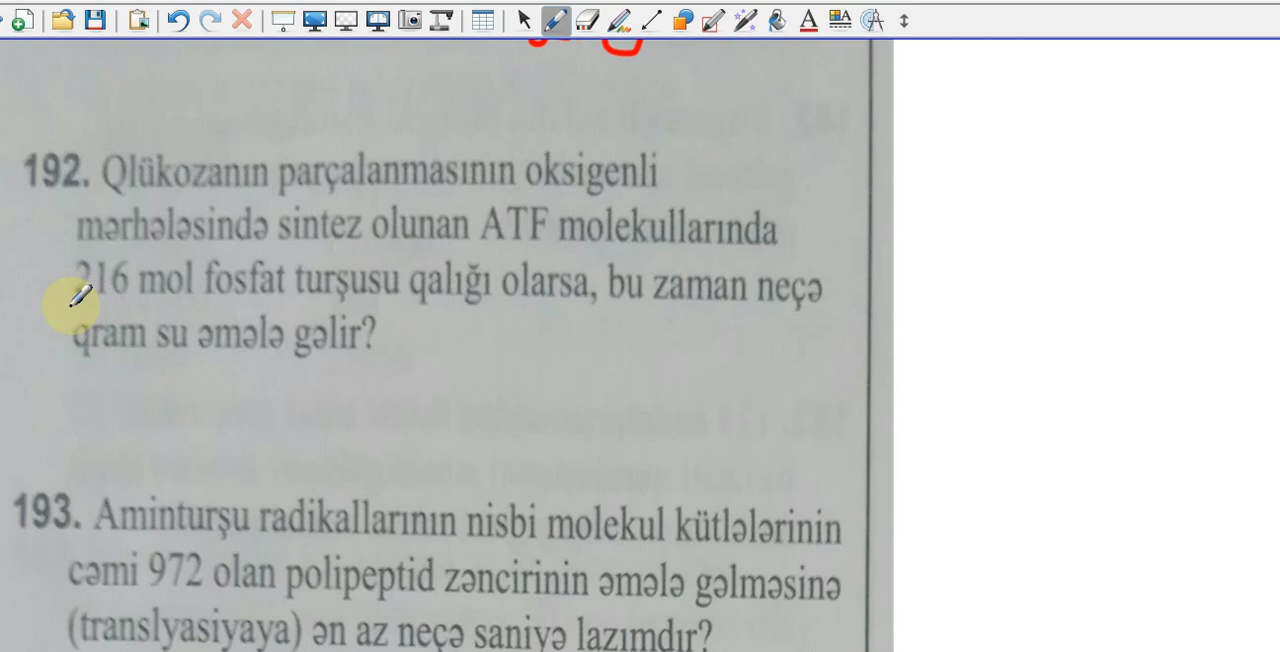 192. Qlükozanın parçalanmasının oksigenli
mərhələsində sintez olunan ATF molekullarında
216 mol fosfat turşusu qalığı olarsa, bu zaman neçə
qram su əmələ gəlir?
193. Aminturşu radikallarının nisbi molekul kütlələrinin
cəmi 972 olan polipeptid zəncirinin əmələ gəlməsinə
(translyasiyaya) ən az neçə saniyə lazımdır?